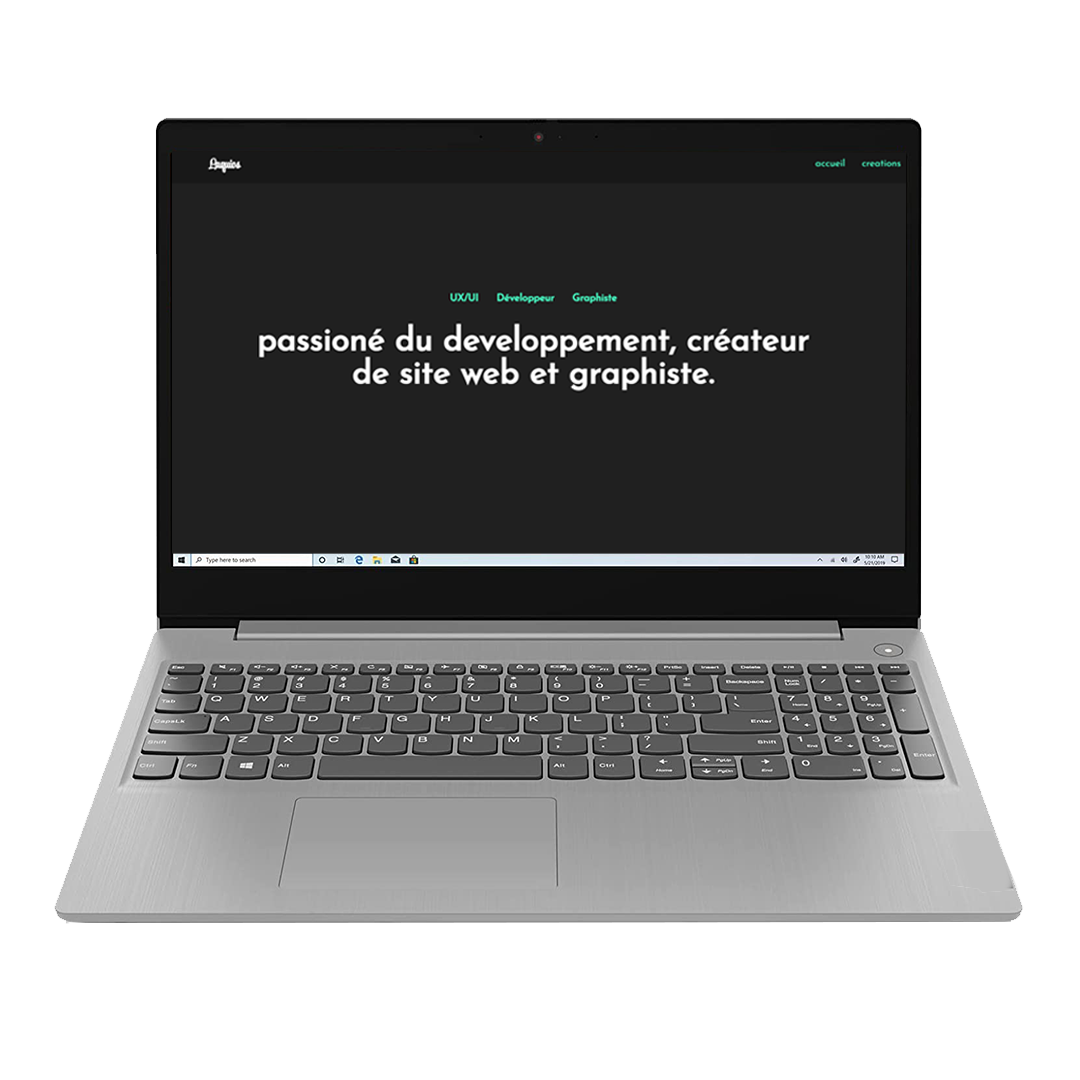 Arquios
accueil creations
UX/UI Développeur Graphiste
passioné du developpement, créateur
de site web et graphiste.
Type here to search
10:10 AM
5/21/2019
Esc F1 F2 F3 F4 F5 F6 F7 F8 F9 F10 F11 F12 PrtSc Insert Delete
~ ! @ # $ % ^ & * ( ) _ + Backspace Num Lock / * -
1 2 3 4 5 6 7 8 9 0 - =
Tab Q W E R T Y U I O P { } | 7 8 9 +
[ ] \ Home PgUp
CapsLk A S D F G H J K L : " Enter 4 5 6
; '
Shift Z X C V B N M < > ? Shift 1 2 3 Enter
, . / End PgDn
Ctrl Fn Alt Alt Ctrl Home PgUp PgDn End 0 .
Ins Del